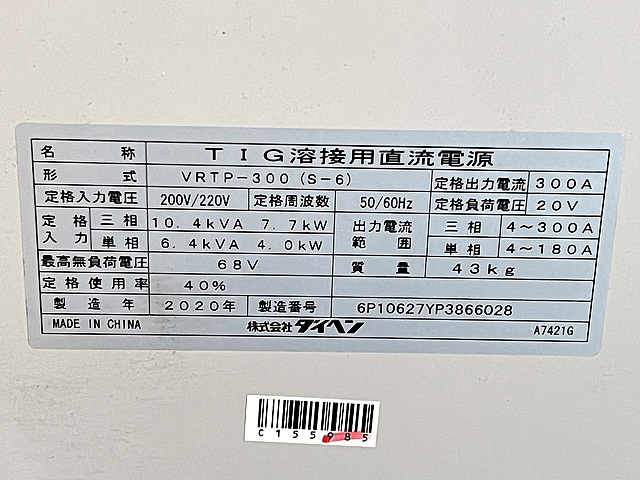 名 称 TIG溶接用直流電源
形 式 VRTP-300 (S-6) 定格出力電流 300A
定格入力電圧 200V/220V 定格周波数 50/60Hz 定格負荷電圧 20V
定格入力 三相 10.4kVA 7.7kW 出力電流範囲 三相 4~300A
単相 6.4kVA 4.0kW 単相 4~180A
最高無負荷電圧 68V 質量 43kg
定格使用率 40%
製造年 2020年 製造番号 6P10627YP3866028
MADE IN CHINA 株式会社ダイヘン A7421G
C155985